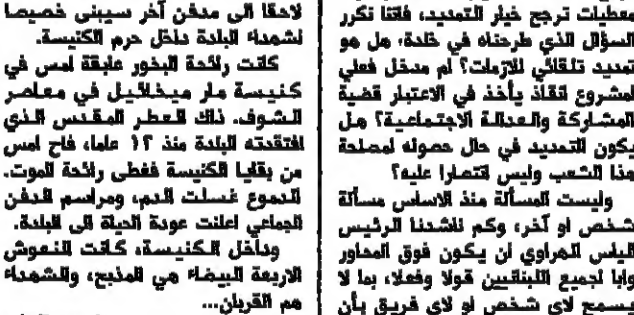 لاحقا الى مدفن آخر سيبنى خصيصا
لشهداء البلدة داخل حرم الكنيسة.
كانت رائحة البخور عابقة امس في
كنيسة مار ميخائيل في معاصر
الشوف. ذاك العطر المقدس الذي
افتقدته البلدة منذ ١٢ عاما، فاح امس
من بقايا الكنيسة فغطى رائحة الموت.
الدموع غسلت الدم، ومراسم الدفن
الجماعي اعلنت عودة الحياة الى البلدة.
وداخل الكنيسة، كانت النعوش
الاربعة البيضاء هي المذبح، والشهداء
هم القربان...
معطيات ترجح خيار التمديد، فاننا نكرر
السؤال الذي طرحناه في خلدة: هل هو
تمديد تلقائي للازمات؟ ام مدخل فعلي
لمشروع انقاذ يأخذ في الاعتبار قضية
المشاركة والعدالة الاجتماعية؟ هل
يكون التمديد في حال حصوله لمصلحة
هذا الشعب وليس انتصارا عليه؟
وليست المسألة منذ الاساس مسألة
شخص او آخر، وكم ناشدنا الرئيس
الياس الهراوي ان يكون فوق المحاور
وابا لجميع اللبنانيين قولا وفعلا، بما لا
يسمح لاي شخص او لاي فريق بأن